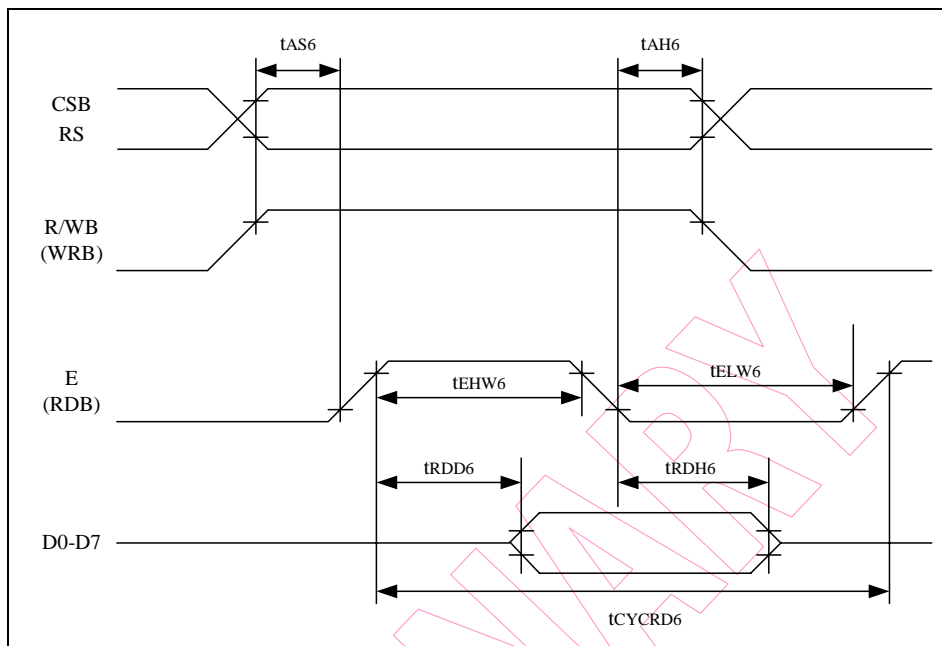 tAS6
tAH6
CSB
RS
R/WB
(WRB)
E
(RDB)
tEHW6
tELW6
tRDD6
tRDH6
D0-D7
tCYCRD6